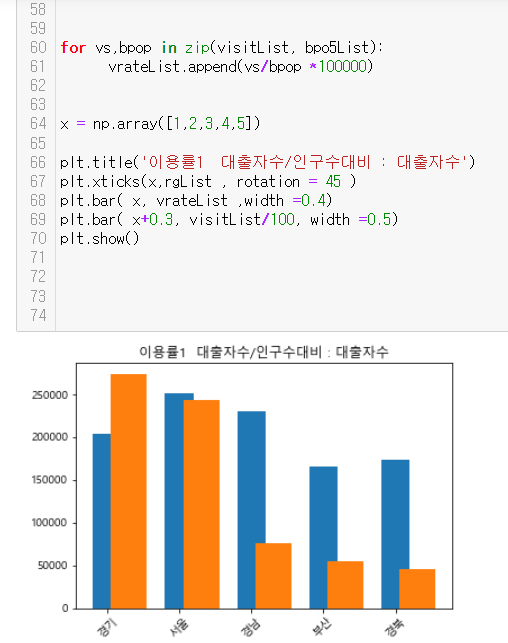 58
59
60 for vs,bpop in zip(visitList, bpo5List):
61 vrateList.append(vs/bpop *100000)
62
63
64 x = np.array([1,2,3,4,5])
65
66 plt.title('이용률1  대출자수/인구수대비 : 대출자수')
67 plt.xticks(x,rgList , rotation = 45 )
68 plt.bar( x, vrateList ,width =0.4)
69 plt.bar( x+0.3, visitList/100, width =0.5)
70 plt.show()
71
72
73
74
이용률1  대출자수/인구수대비 : 대출자수
250000
200000
150000
100000
50000
0
경기 서울 경남 부산 경북